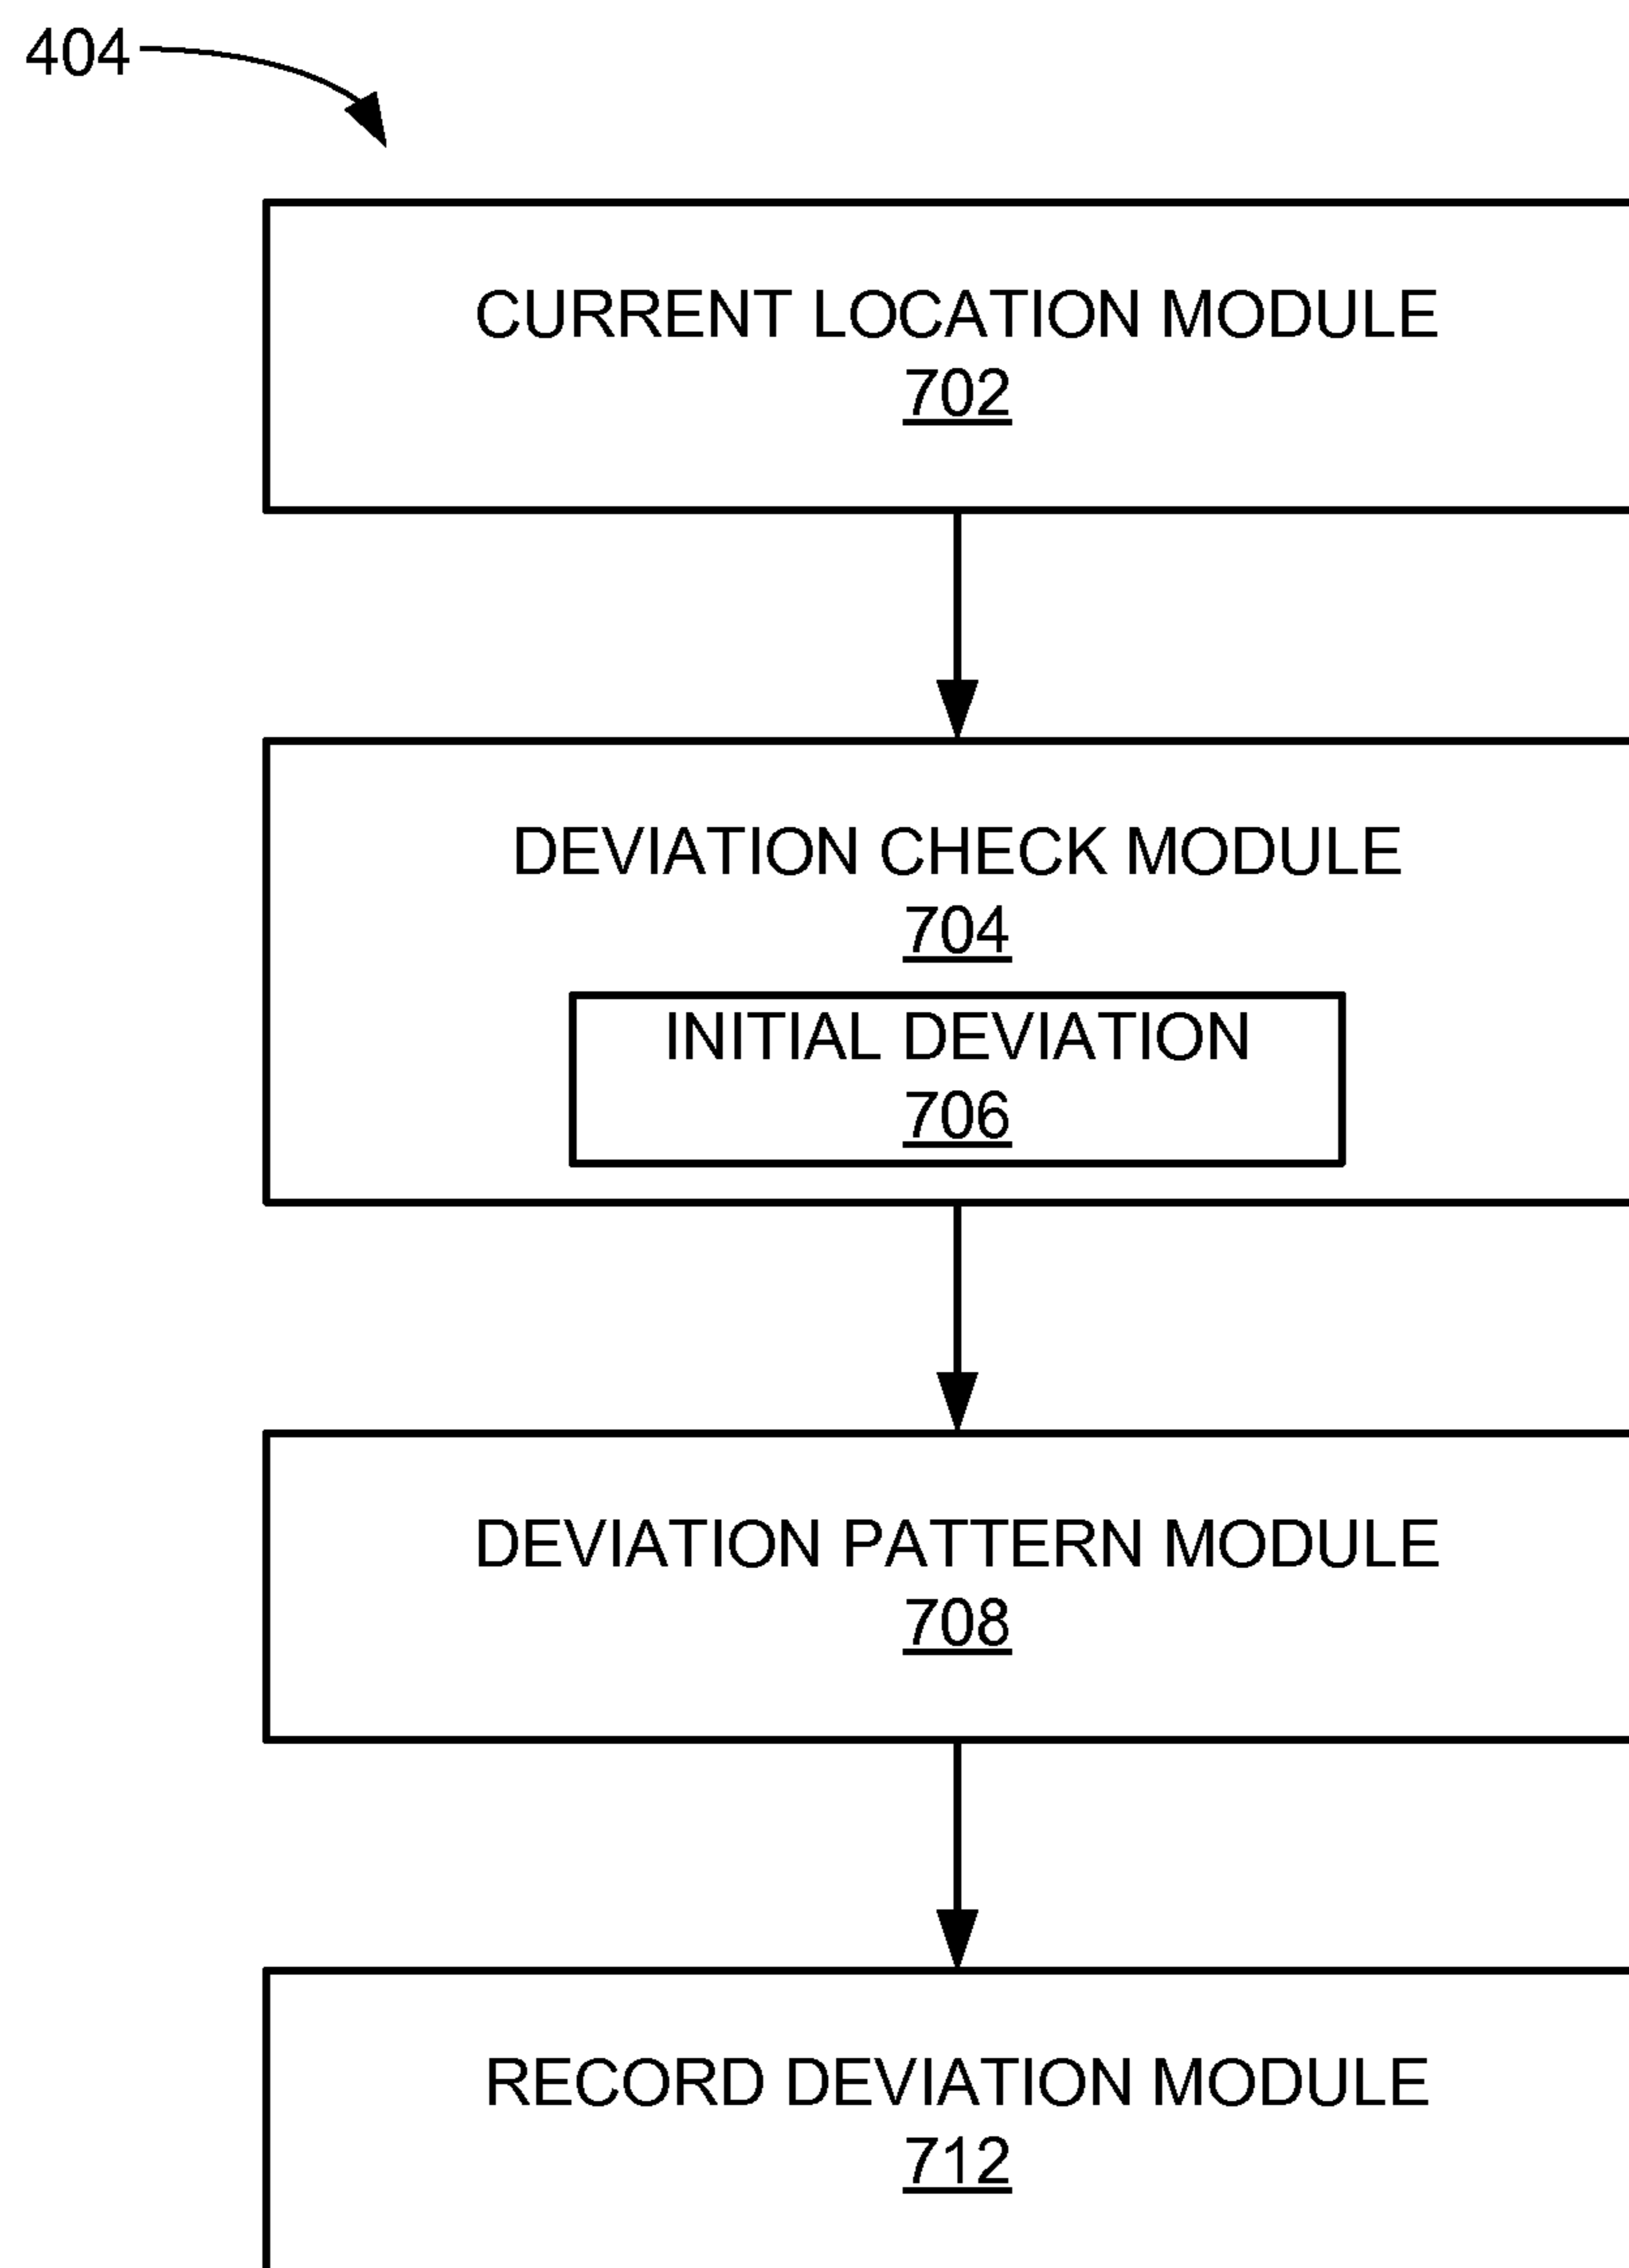 404
CURRENT LOCATION MODULE
702
DEVIATION CHECK MODULE
704
INITIAL DEVIATION
706
DEVIATION PATTERN MODULE
708
RECORD DEVIATION MODULE
712